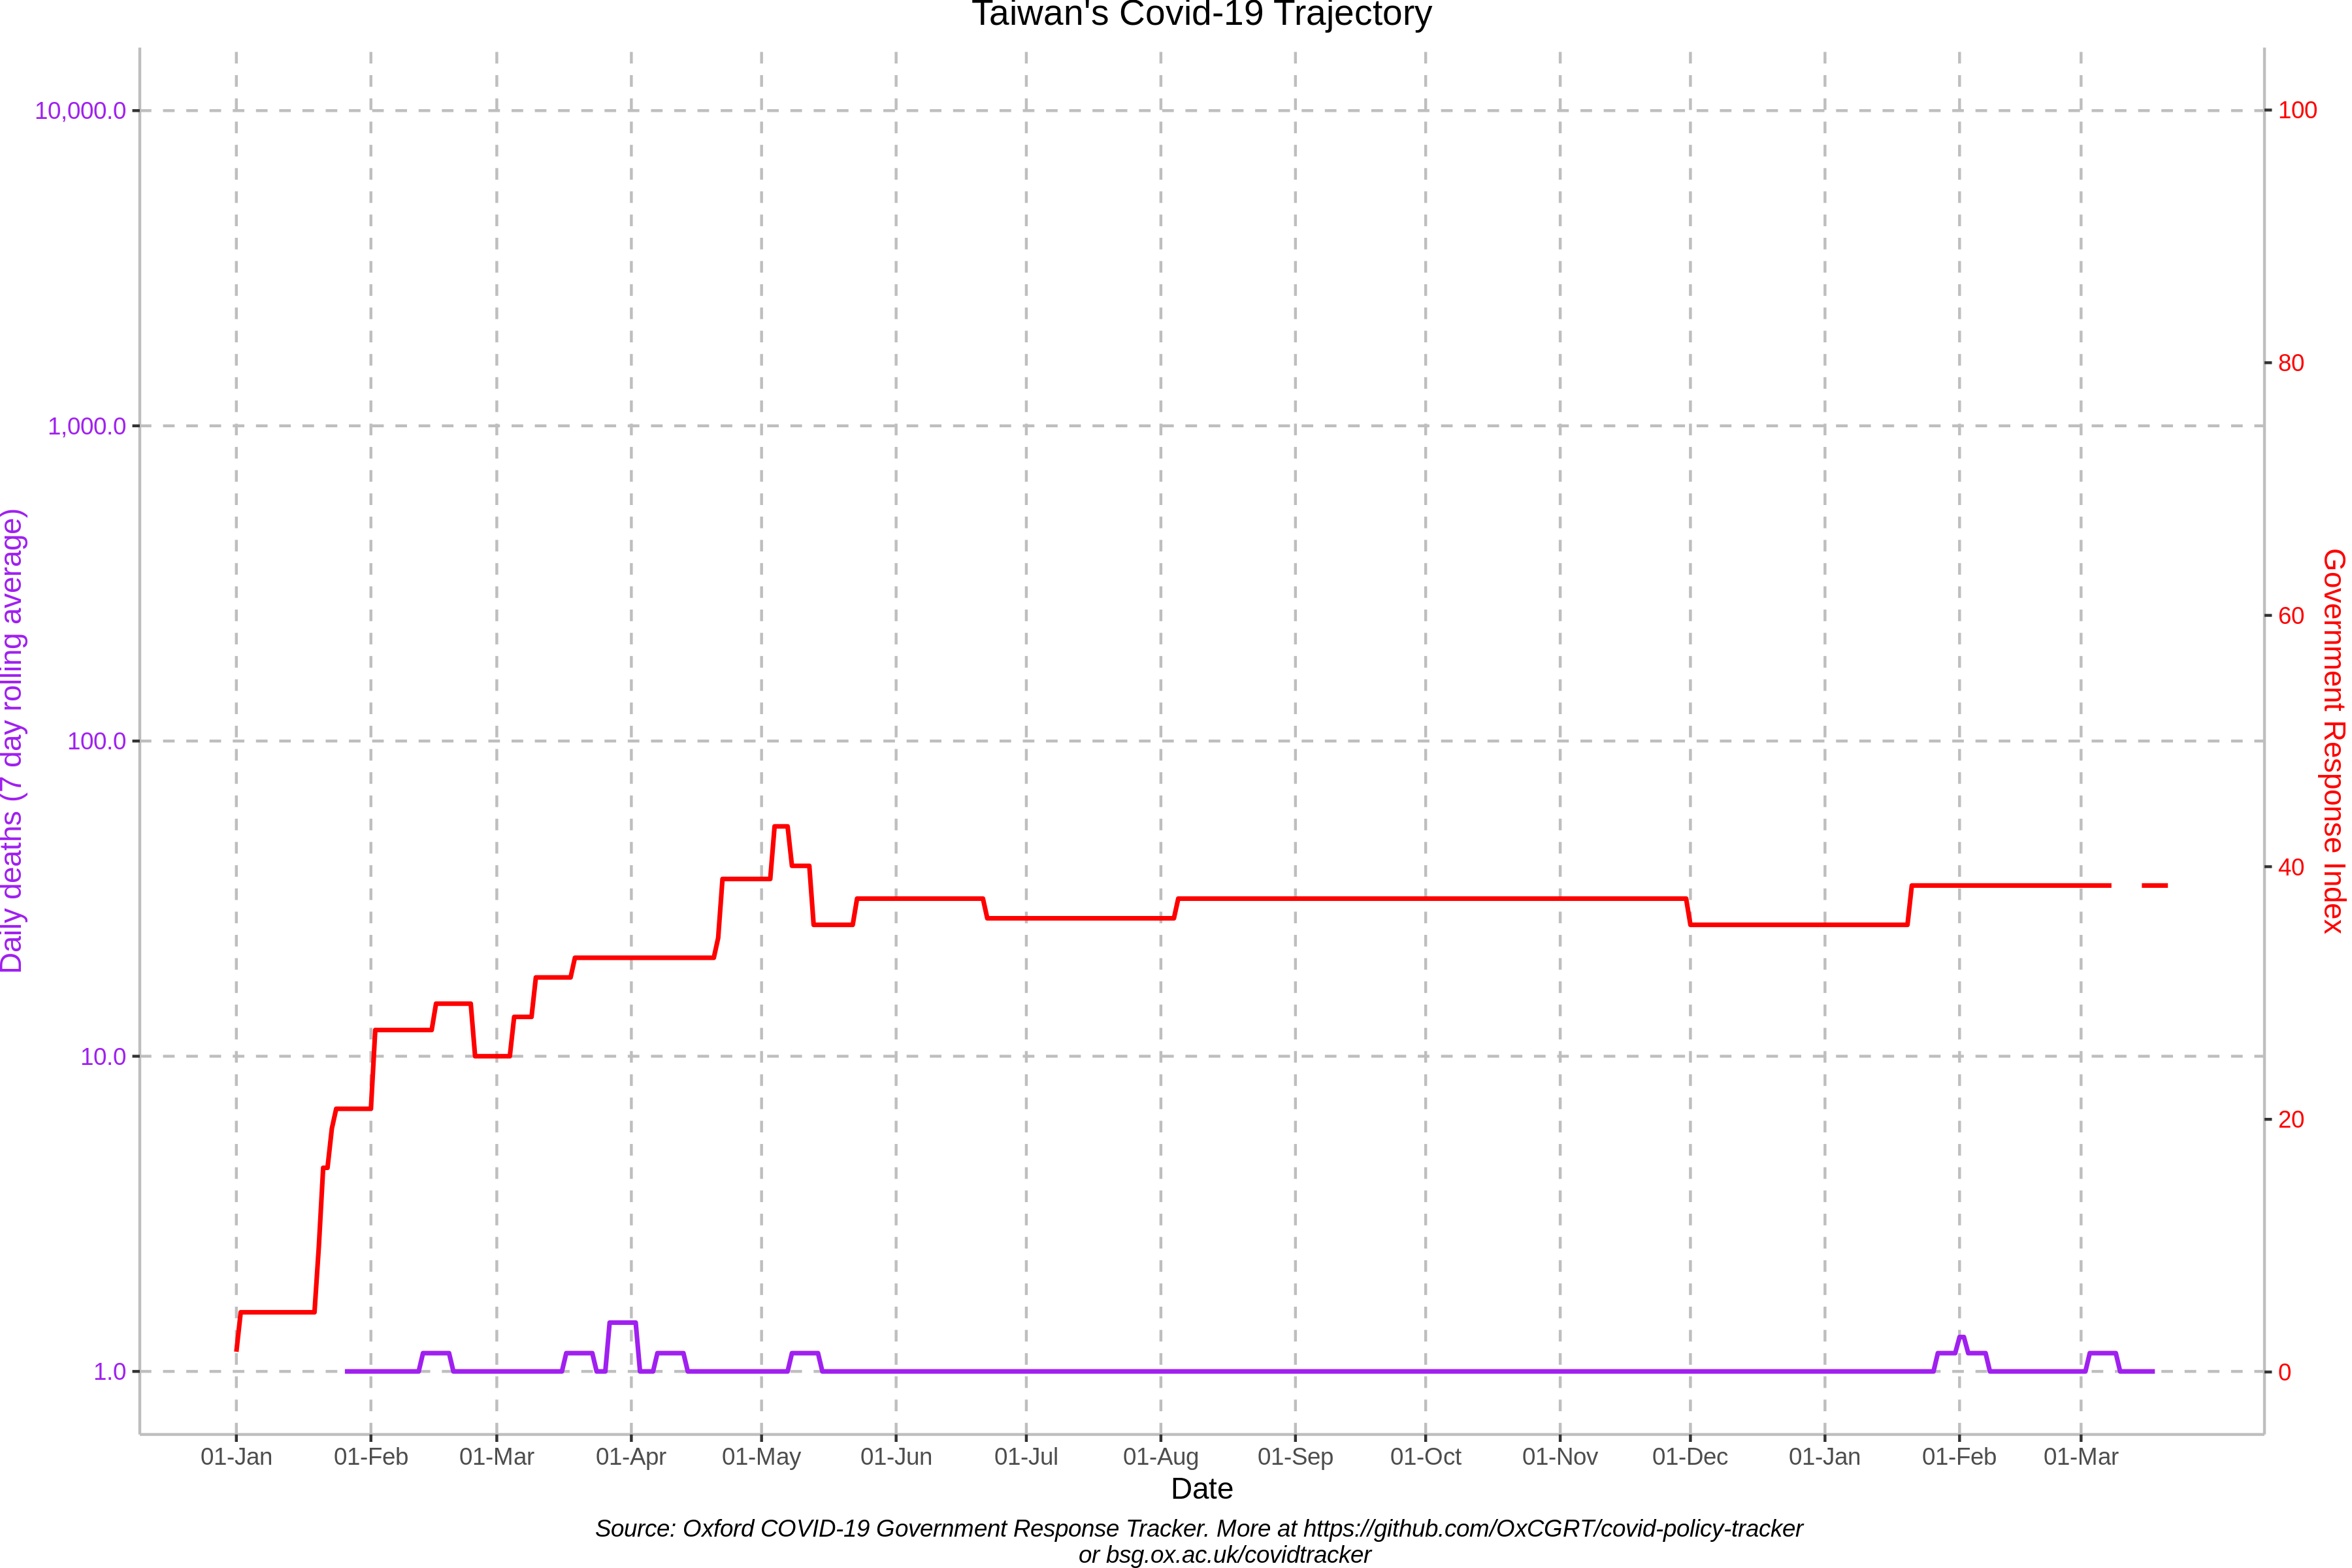 Taiwan's Covid-19 Trajectory
Daily deaths (7 day rolling average)
10,000.0
1,000.0
100.0
10.0
1.0
100
80
60
40
20
0
Government Response Index
01-Jan 01-Feb 01-Mar 01-Apr 01-May 01-Jun 01-Jul 01-Aug 01-Sep 01-Oct 01-Nov 01-Dec 01-Jan 01-Feb 01-Mar
Date
Source: Oxford COVID-19 Government Response Tracker. More at https://github.com/OxCGRT/covid-policy-tracker
or bsg.ox.ac.uk/covidtracker